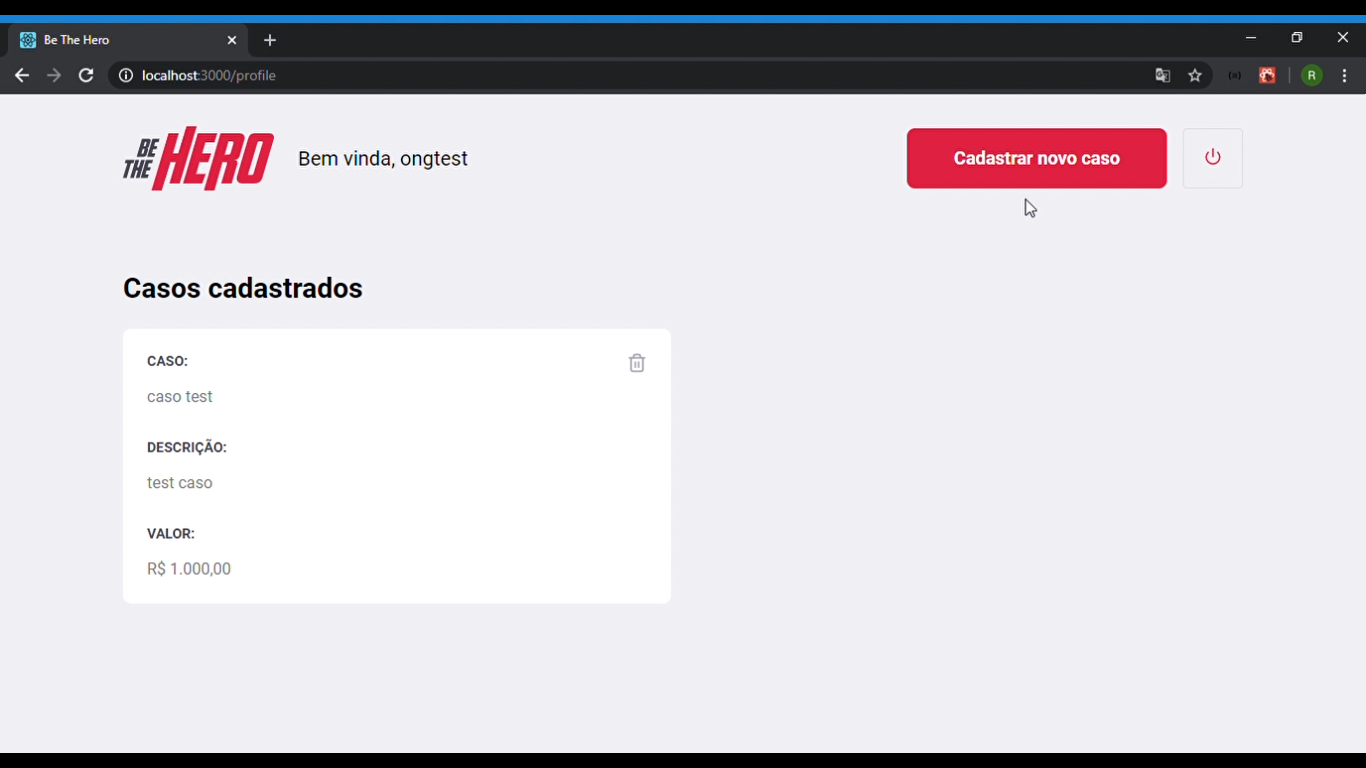 Be The Hero
localhost:3000/profile
R
BE THE HERO
Bem vinda, ongtest
Cadastrar novo caso
Casos cadastrados
CASO:
caso test
DESCRIÇÃO:
test caso
VALOR:
R$ 1.000,00